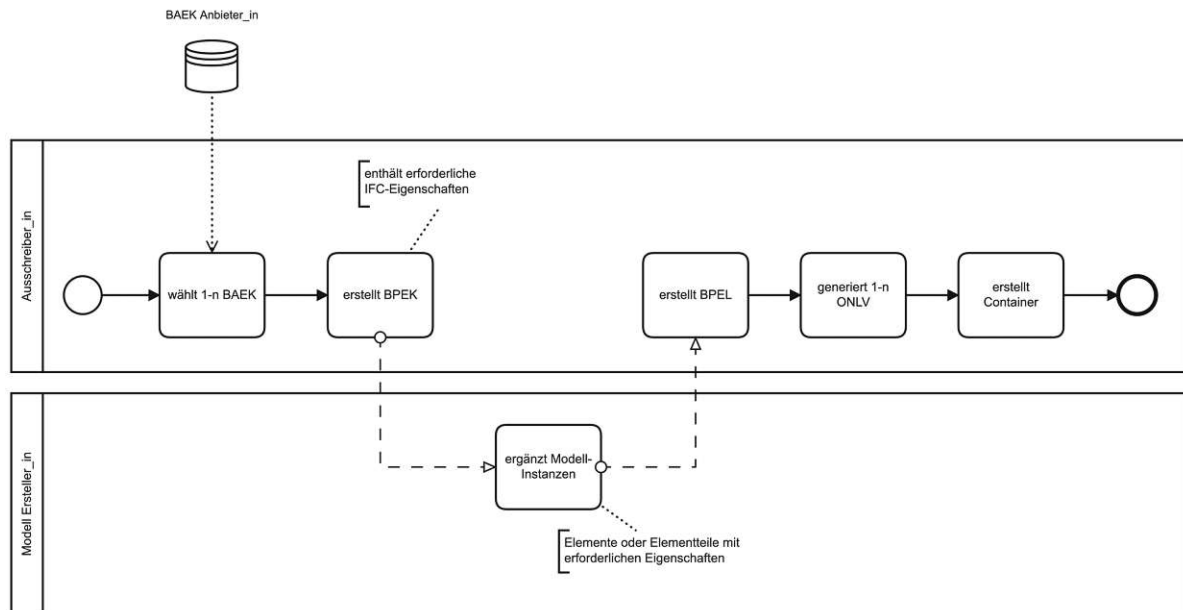 BAEK Anbieter_in
Ausschreiber_in
enthält erforderliche
IFC-Eigenschaften
wählt 1-n BAEK
erstellt BPEK
erstellt BPEL
generiert 1-n
ONLV
erstellt
Container
Modell Ersteller_in
ergänzt Modell-
Instanzen
Elemente oder Elementteile mit
erforderlichen Eigenschaften